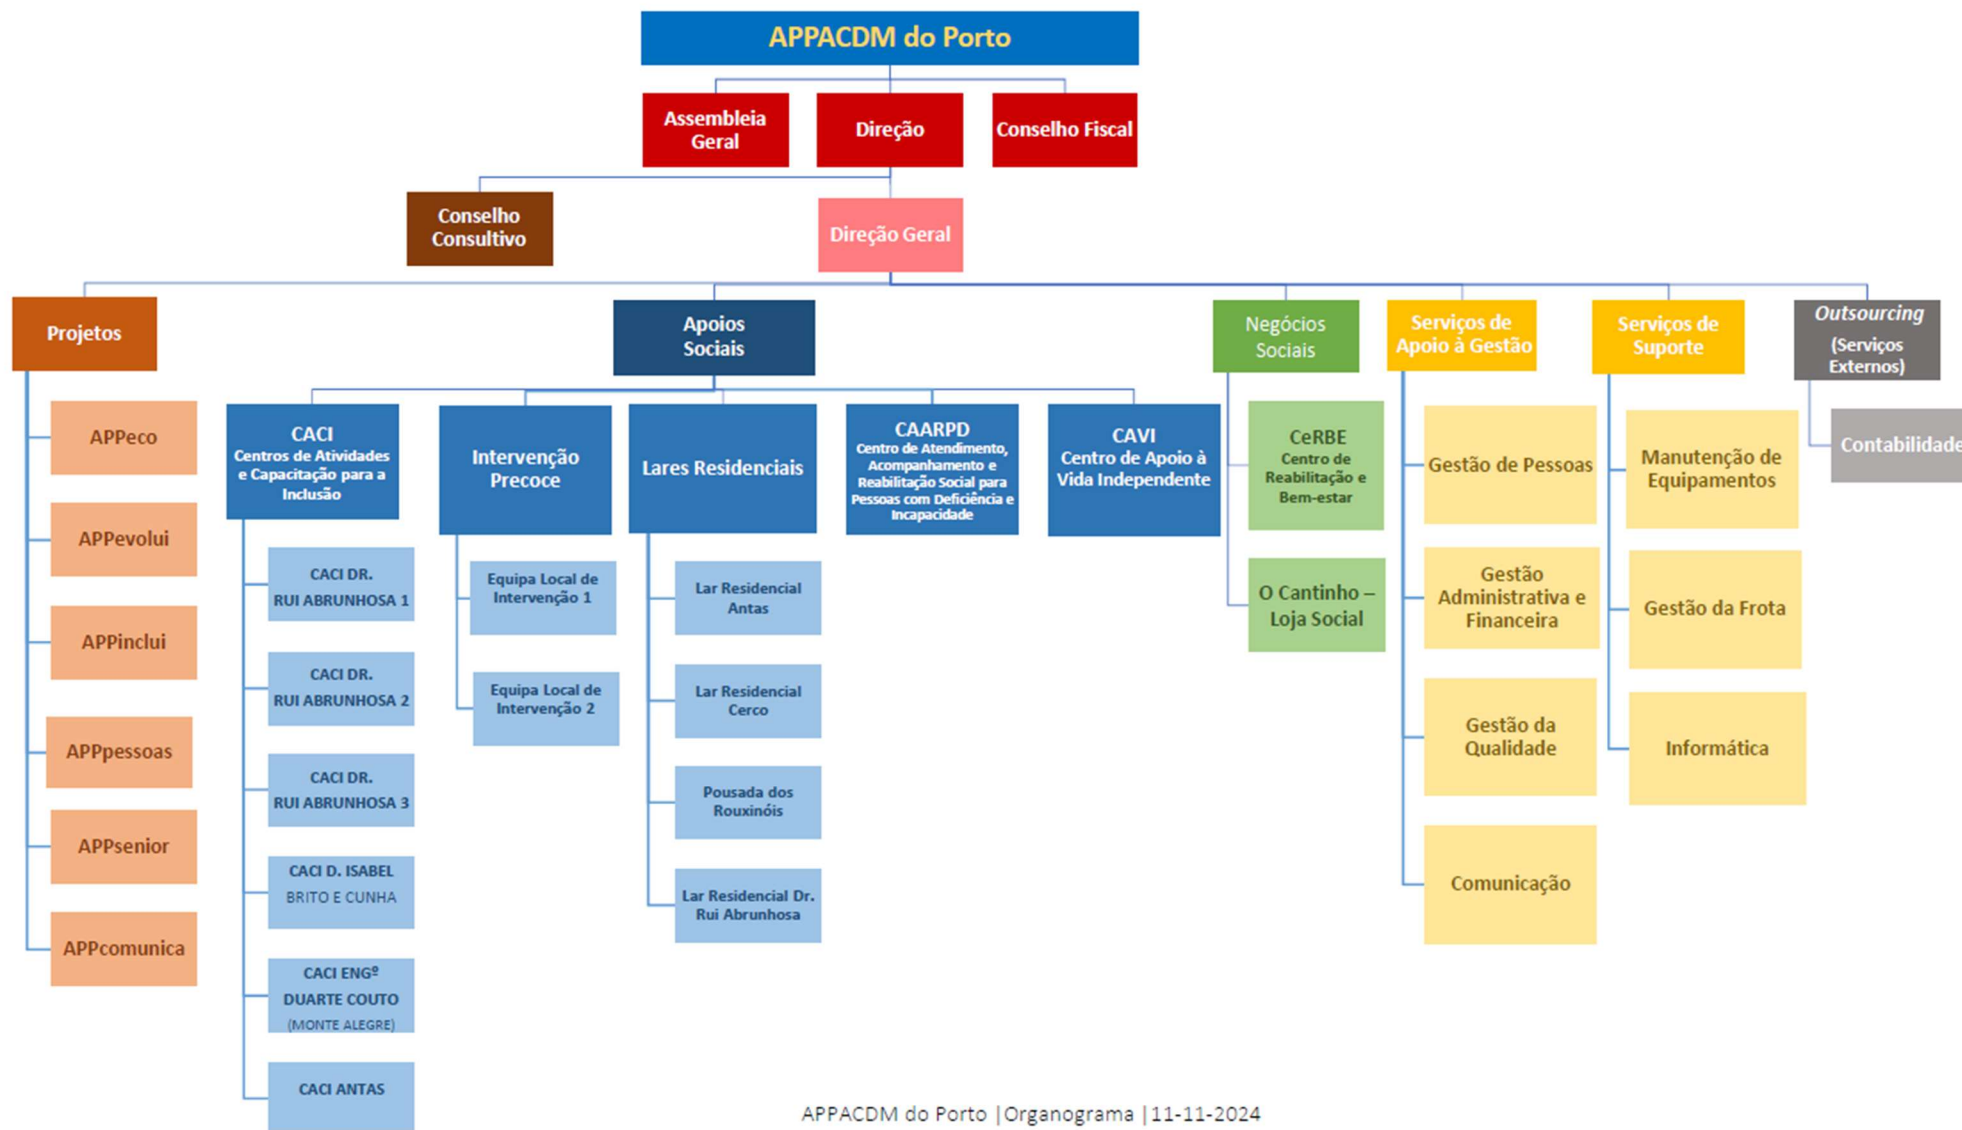 APPACDM do Porto
Assembleia
Geral
Direção
Conselho Fiscal
Conselho
Consultivo
Direção Geral
Projetos
Apoios
Sociais
Negócios
Sociais
Serviços de
Apoio à Gestão
Serviços de
Suporte
Outsourcing
(Serviços
Externos)
APPeco
APPevolui
APPinclui
APPpessoas
APPsenior
APPcomunica
CACI
Centros de Atividades
e Capacitação para a
Inclusão
CACI DR.
RUI ABRUNHOSA 1
CACI DR.
RUI ABRUNHOSA 2
CACI DR.
RUI ABRUNHOSA 3
CACI D. ISABEL
BRITO E CUNHA
CACI ENGº
DUARTE COUTO
(MONTE ALEGRE)
CACI ANTAS
Intervenção
Precoce
Equipa Local de
Intervenção 1
Equipa Local de
Intervenção 2
Lares Residenciais
Lar Residencial
Antas
Lar Residencial
Cerco
Pousada dos
Rouxinóis
Lar Residencial Dr.
Rui Abrunhosa
CAARPD
Centro de Atendimento,
Acompanhamento e
Reabilitação Social para
Pessoas com Deficiência e
Incapacidade
CAVI
Centro de Apoio à
Vida Independente
CeRBE
Centro de
Reabilitação e
Bem-estar
O Cantinho –
Loja Social
Gestão de Pessoas
Gestão
Administrativa e
Financeira
Gestão da
Qualidade
Comunicação
Manutenção de
Equipamentos
Gestão da Frota
Informática
Contabilidade
APPACDM do Porto |Organograma |11-11-2024